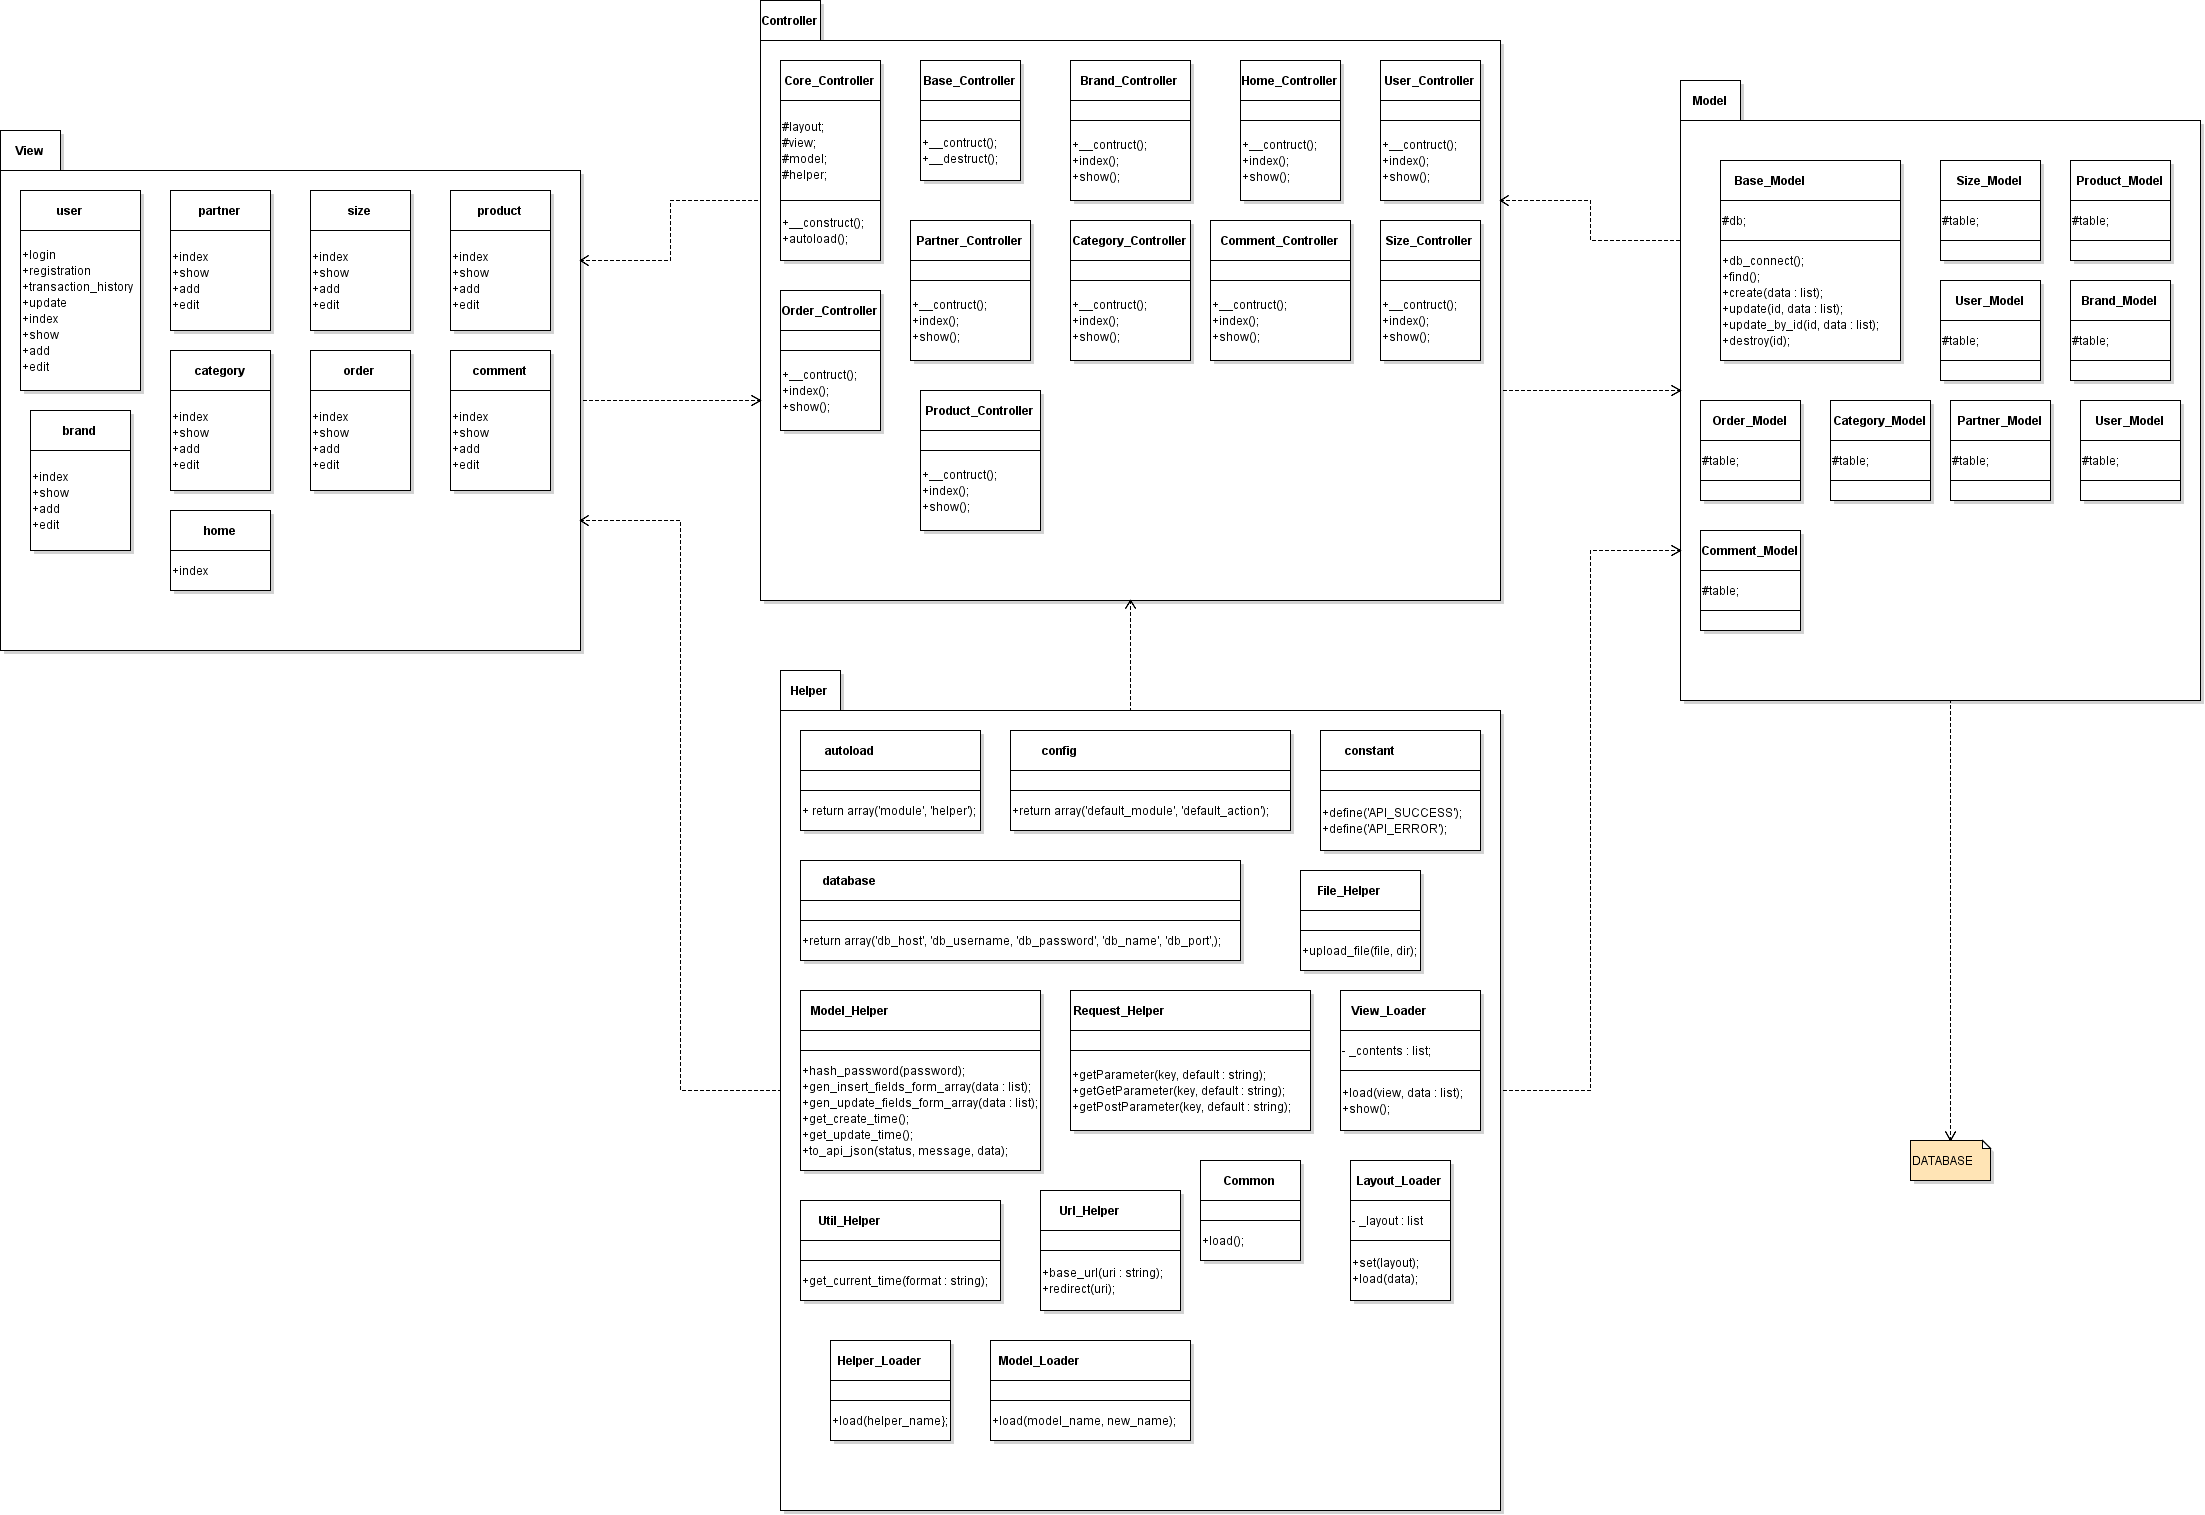 Controller
Core_Controller
#layout;
#view;
#model;
#helper;
+__construct();
+autoload();
Base_Controller
+__contruct();
+__destruct();
Brand_Controller
+__contruct();
+index();
+show();
Home_Controller
+__contruct();
+index();
+show();
User_Controller
+__contruct();
+index();
+show();
Partner_Controller
+__contruct();
+index();
+show();
Category_Controller
+__contruct();
+index();
+show();
Comment_Controller
+__contruct();
+index();
+show();
Size_Controller
+__contruct();
+index();
+show();
Order_Controller
+__contruct();
+index();
+show();
Product_Controller
+__contruct();
+index();
+show();
View
user
+login
+registration
+transaction_history
+update
+index
+show
+add
+edit
partner
+index
+show
+add
+edit
size
+index
+show
+add
+edit
product
+index
+show
+add
+edit
category
+index
+show
+add
+edit
order
+index
+show
+add
+edit
comment
+index
+show
+add
+edit
brand
+index
+show
+add
+edit
home
+index
Model
Base_Model
#db;
+db_connect();
+find();
+create(data : list);
+update(id, data : list);
+update_by_id(id, data : list);
+destroy(id);
Size_Model
#table;
Product_Model
#table;
User_Model
#table;
Brand_Model
#table;
Order_Model
#table;
Category_Model
#table;
Partner_Model
#table;
User_Model
#table;
Comment_Model
#table;
Helper
autoload
+ return array('module', 'helper');
config
+return array('default_module', 'default_action');
constant
+define('API_SUCCESS');
+define('API_ERROR');
database
+return array('db_host', 'db_username, 'db_password', 'db_name', 'db_port',);
File_Helper
+upload_file(file, dir);
Model_Helper
+hash_password(password);
+gen_insert_fields_form_array(data : list);
+gen_update_fields_form_array(data : list);
+get_create_time();
+get_update_time();
+to_api_json(status, message, data);
Request_Helper
+getParameter(key, default : string);
+getGetParameter(key, default : string);
+getPostParameter(key, default : string);
View_Loader
- _contents : list;
+load(view, data : list);
+show();
Util_Helper
+get_current_time(format : string);
Url_Helper
+base_url(uri : string);
+redirect(uri);
Common
+load();
Layout_Loader
- _layout : list
+set(layout);
+load(data);
Helper_Loader
+load(helper_name};
Model_Loader
+load(model_name, new_name);
DATABASE